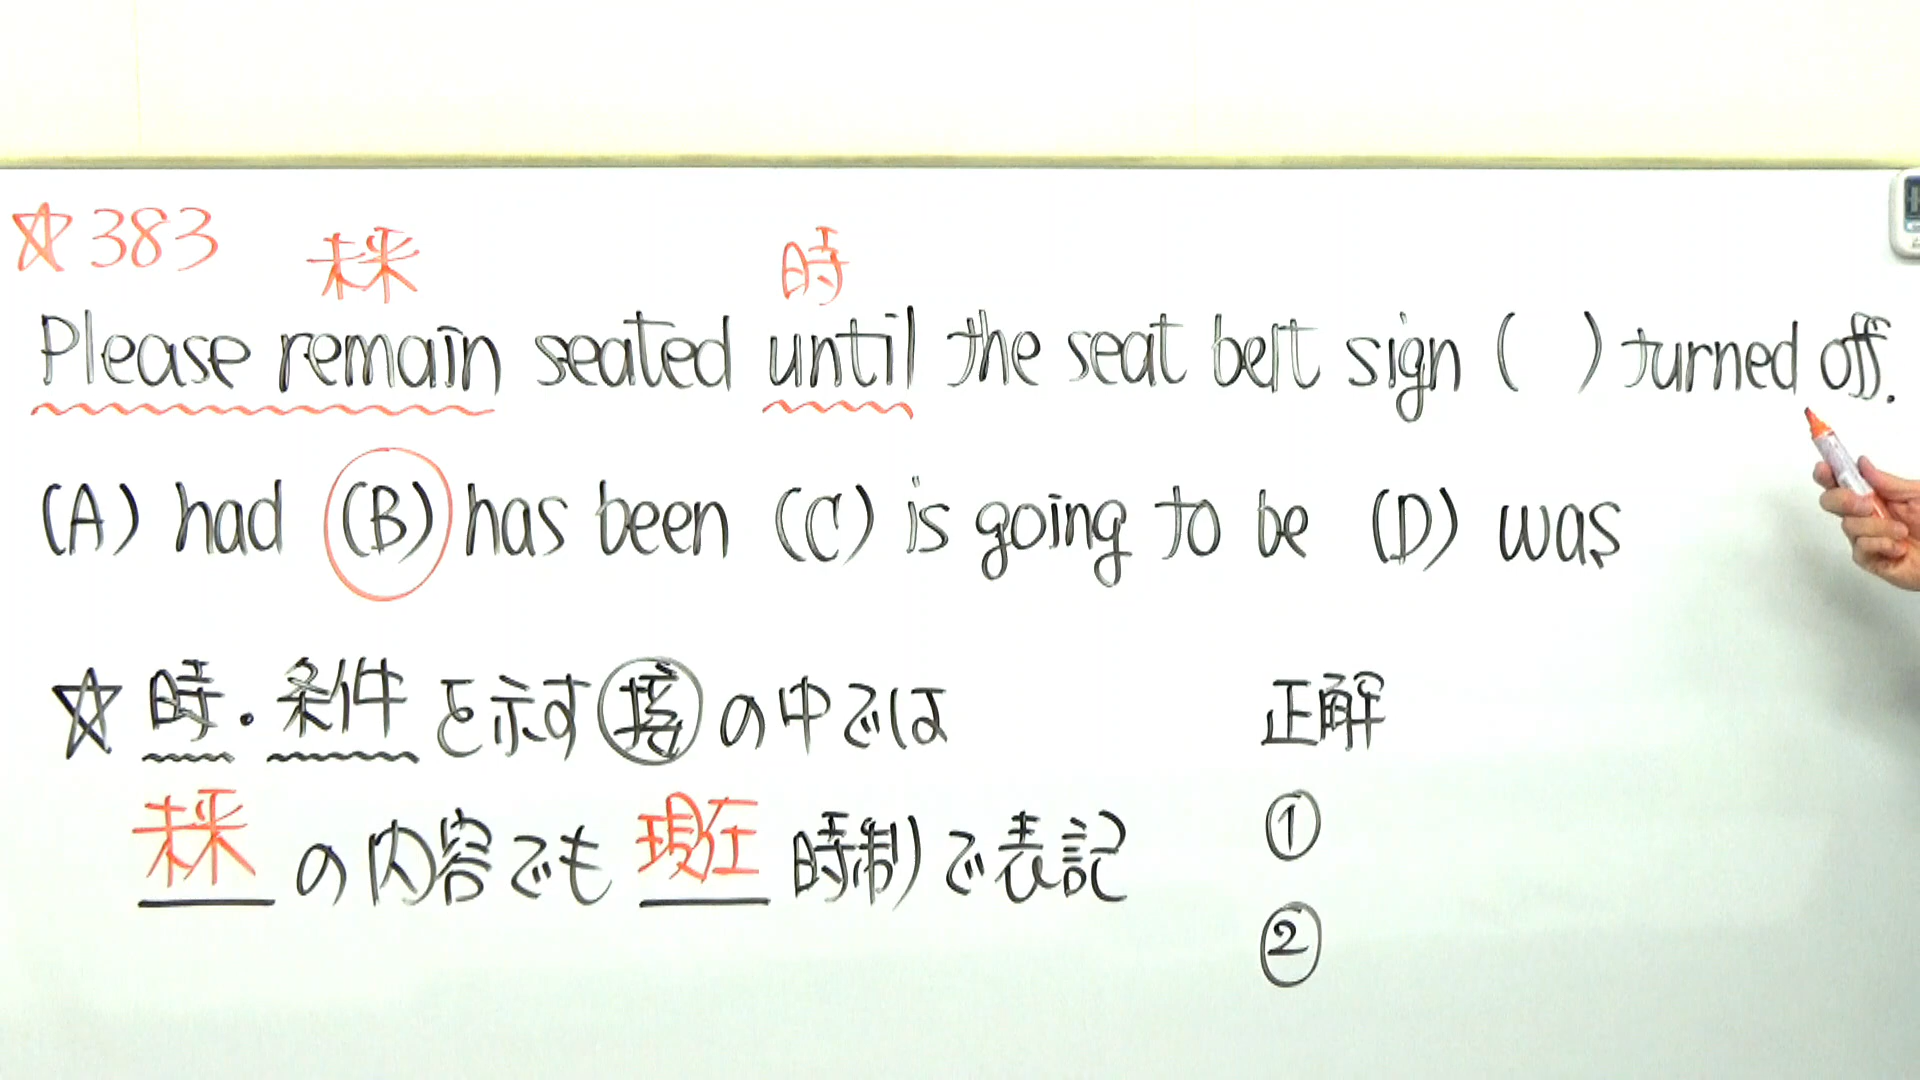 ☆383
未来 時
Please remain seated until the seat belt sign ( ) turned off.
(A) had (B) has been (C) is going to be (D) was
☆ 時・条件 を示す 接 の中では
未来 の内容でも 現在 時制で表記
正解
①
②